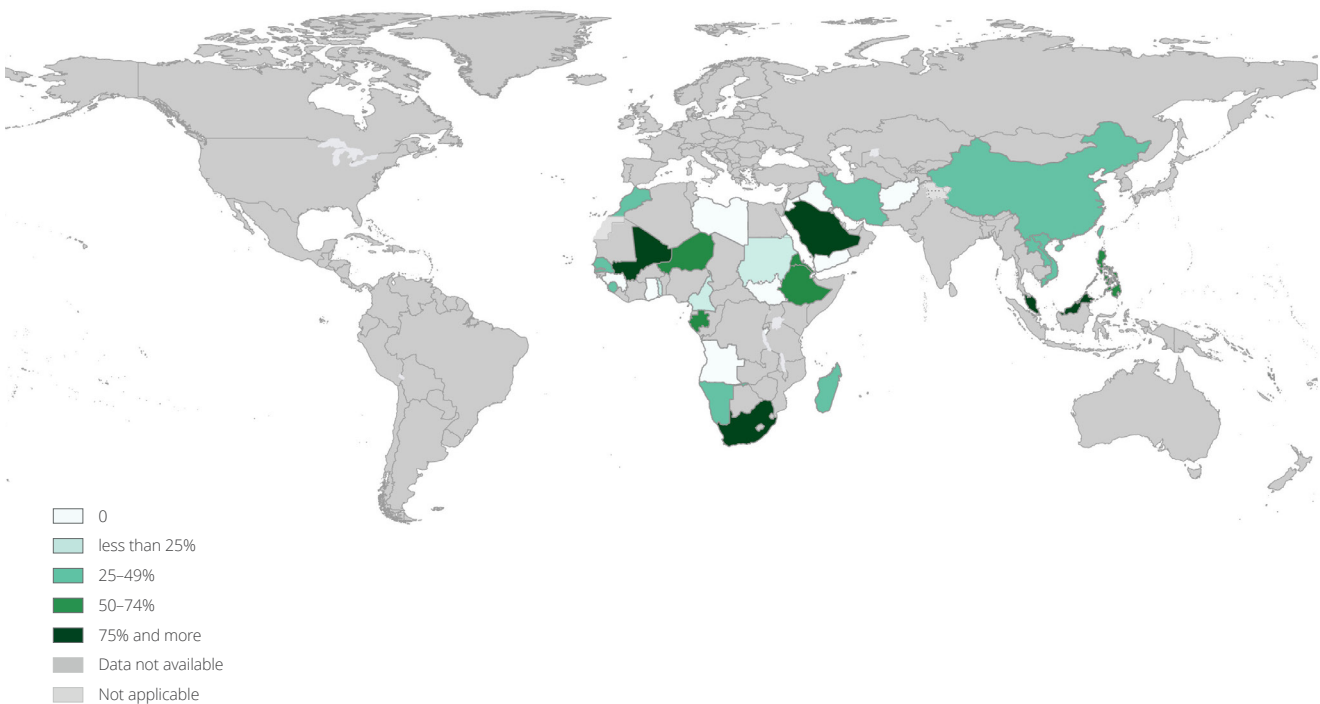 0
less than 25%
25–49%
50–74%
75% and more
Data not available
Not applicable